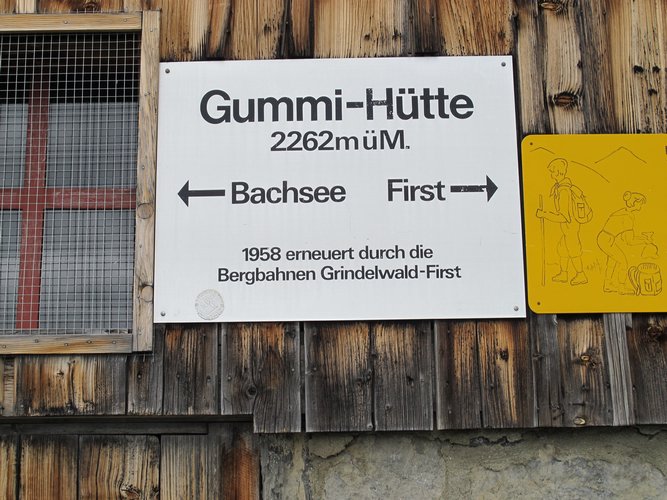 Gummi-Hütte
2262 m ü M.
← Bachsee First →
1958 erneuert durch die
Bergbahnen Grindelwald-First